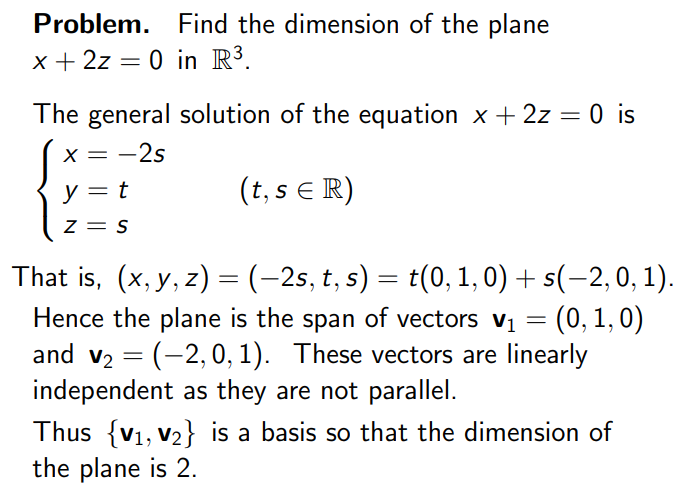 Problem. Find the dimension of the plane
x + 2z = 0 in ℝ³.
The general solution of the equation x + 2z = 0 is
x = −2s
y = t (t, s ∈ ℝ)
z = s
That is, (x, y, z) = (−2s, t, s) = t(0, 1, 0) + s(−2, 0, 1).
Hence the plane is the span of vectors v₁ = (0, 1, 0)
and v₂ = (−2, 0, 1). These vectors are linearly
independent as they are not parallel.
Thus {v₁, v₂} is a basis so that the dimension of
the plane is 2.